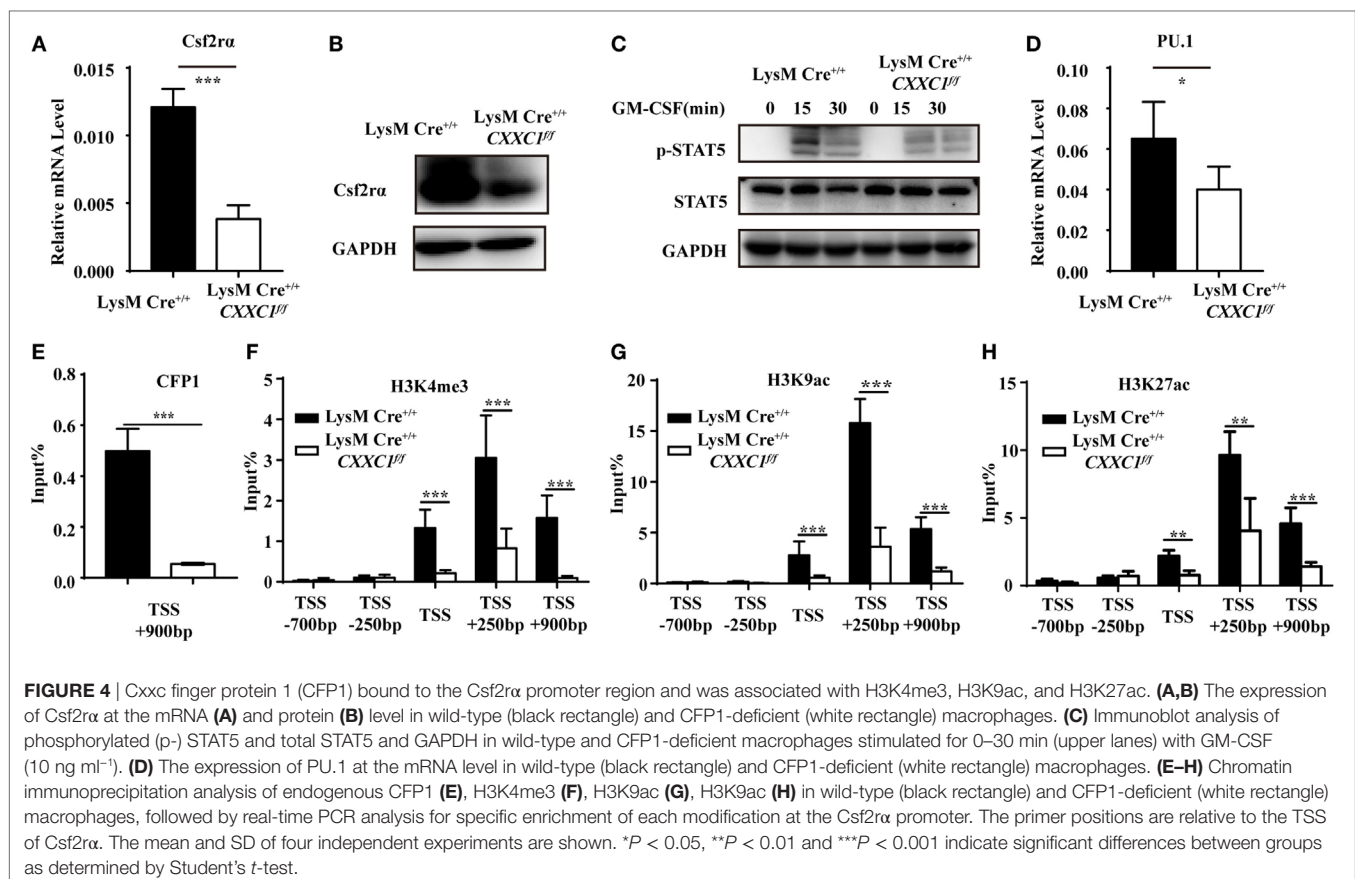 A
Csf2rα
0.015
0.010
0.005
0.000
***
Relative mRNA Level
LysM Cre+/+
LysM Cre+/+
CXXC1f/f
B
LysM Cre+/+
LysM Cre+/+
CXXC1f/f
Csf2rα
GAPDH
C
LysM Cre+/+
LysM Cre+/+
CXXC1f/f
GM-CSF(min) 0 15 30 0 15 30
p-STAT5
STAT5
GAPDH
D
PU.1
0.10
0.08
0.06
0.04
0.02
0.00
*
Relative mRNA Level
LysM Cre+/+
LysM Cre+/+
CXXC1f/f
E
CFP1
0.8
0.6
0.4
0.2
0.0
***
Input%
TSS
+900bp
F
H3K4me3
5
4
3
2
1
0
Input%
LysM Cre+/+
LysM Cre+/+
CXXC1f/f
*** *** ***
TSS TSS TSS TSS TSS
-700bp -250bp +250bp +900bp
G
H3K9ac
20
15
10
5
0
Input%
LysM Cre+/+
LysM Cre+/+
CXXC1f/f
*** *** ***
TSS TSS TSS TSS TSS
-700bp -250bp +250bp +900bp
H
H3K27ac
15
10
5
0
Input%
LysM Cre+/+
LysM Cre+/+
CXXC1f/f
** ** ***
TSS TSS TSS TSS TSS
-700bp -250bp +250bp +900bp
FIGURE 4 | Cxxc finger protein 1 (CFP1) bound to the Csf2rα promoter region and was associated with H3K4me3, H3K9ac, and H3K27ac. (A,B) The expression
of Csf2rα at the mRNA (A) and protein (B) level in wild-type (black rectangle) and CFP1-deficient (white rectangle) macrophages. (C) Immunoblot analysis of
phosphorylated (p-) STAT5 and total STAT5 and GAPDH in wild-type and CFP1-deficient macrophages stimulated for 0–30 min (upper lanes) with GM-CSF
(10 ng ml−1). (D) The expression of PU.1 at the mRNA level in wild-type (black rectangle) and CFP1-deficient (white rectangle) macrophages. (E–H) Chromatin
immunoprecipitation analysis of endogenous CFP1 (E), H3K4me3 (F), H3K9ac (G), H3K9ac (H) in wild-type (black rectangle) and CFP1-deficient (white rectangle)
macrophages, followed by real-time PCR analysis for specific enrichment of each modification at the Csf2rα promoter. The primer positions are relative to the TSS
of Csf2rα. The mean and SD of four independent experiments are shown. *P < 0.05, **P < 0.01 and ***P < 0.001 indicate significant differences between groups
as determined by Student's t-test.